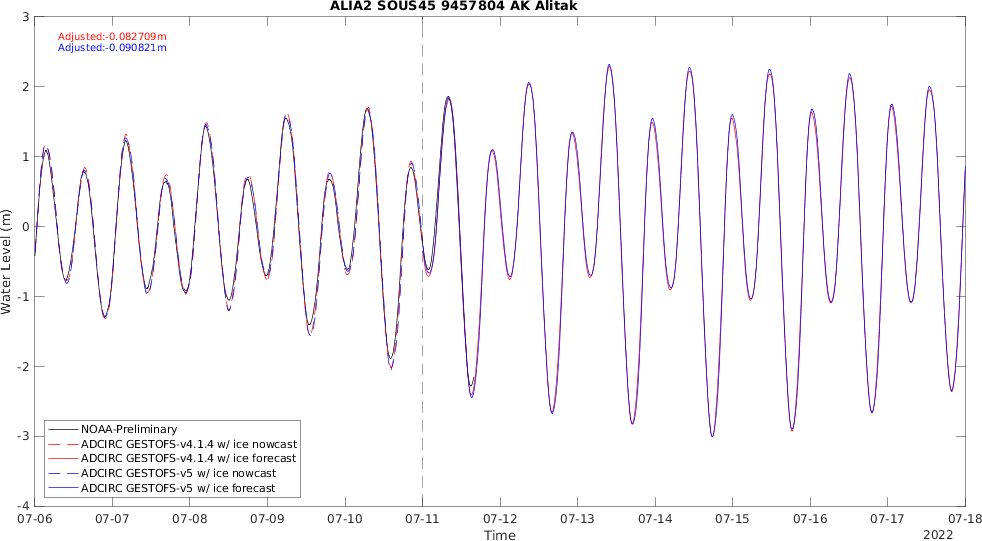 ALIA2 SOUS45 9457804 AK Alitak
Adjusted:-0.082709m
Adjusted:-0.090821m
3
2
1
0
-1
-2
-3
-4
Water Level (m)
NOAA-Preliminary
ADCIRC GESTOFS-v4.1.4 w/ ice nowcast
ADCIRC GESTOFS-v4.1.4 w/ ice forecast
ADCIRC GESTOFS-v5 w/ ice nowcast
ADCIRC GESTOFS-v5 w/ ice forecast
07-06 07-07 07-08 07-09 07-10 07-11 07-12 07-13 07-14 07-15 07-16 07-17 07-18
Time
2022